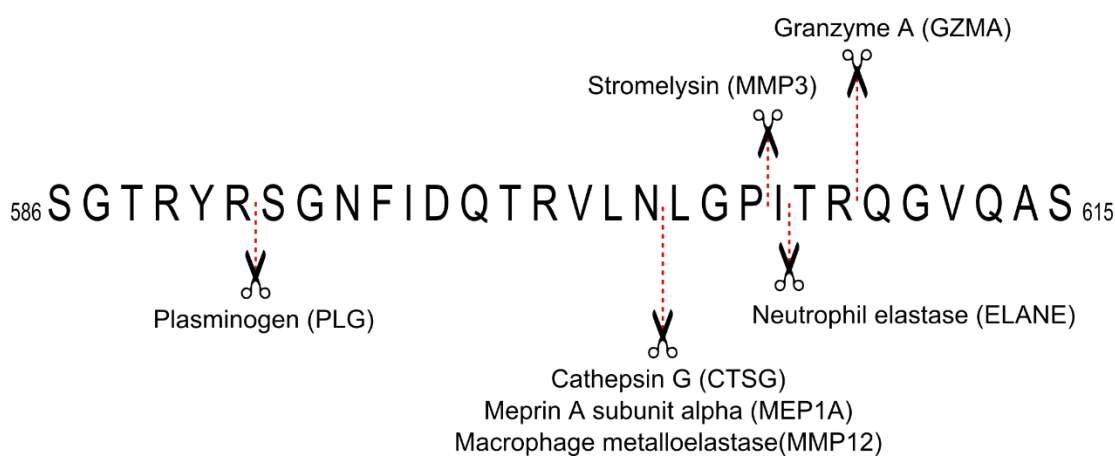 Granzyme A (GZMA)
Stromelysin (MMP3)
586 SGTRYRSGNFIDQTRVLNLGPITRQGVQAS 615
Plasminogen (PLG)
Neutrophil elastase (ELANE)
Cathepsin G (CTSG)
Meprin A subunit alpha (MEP1A)
Macrophage metalloelastase(MMP12)